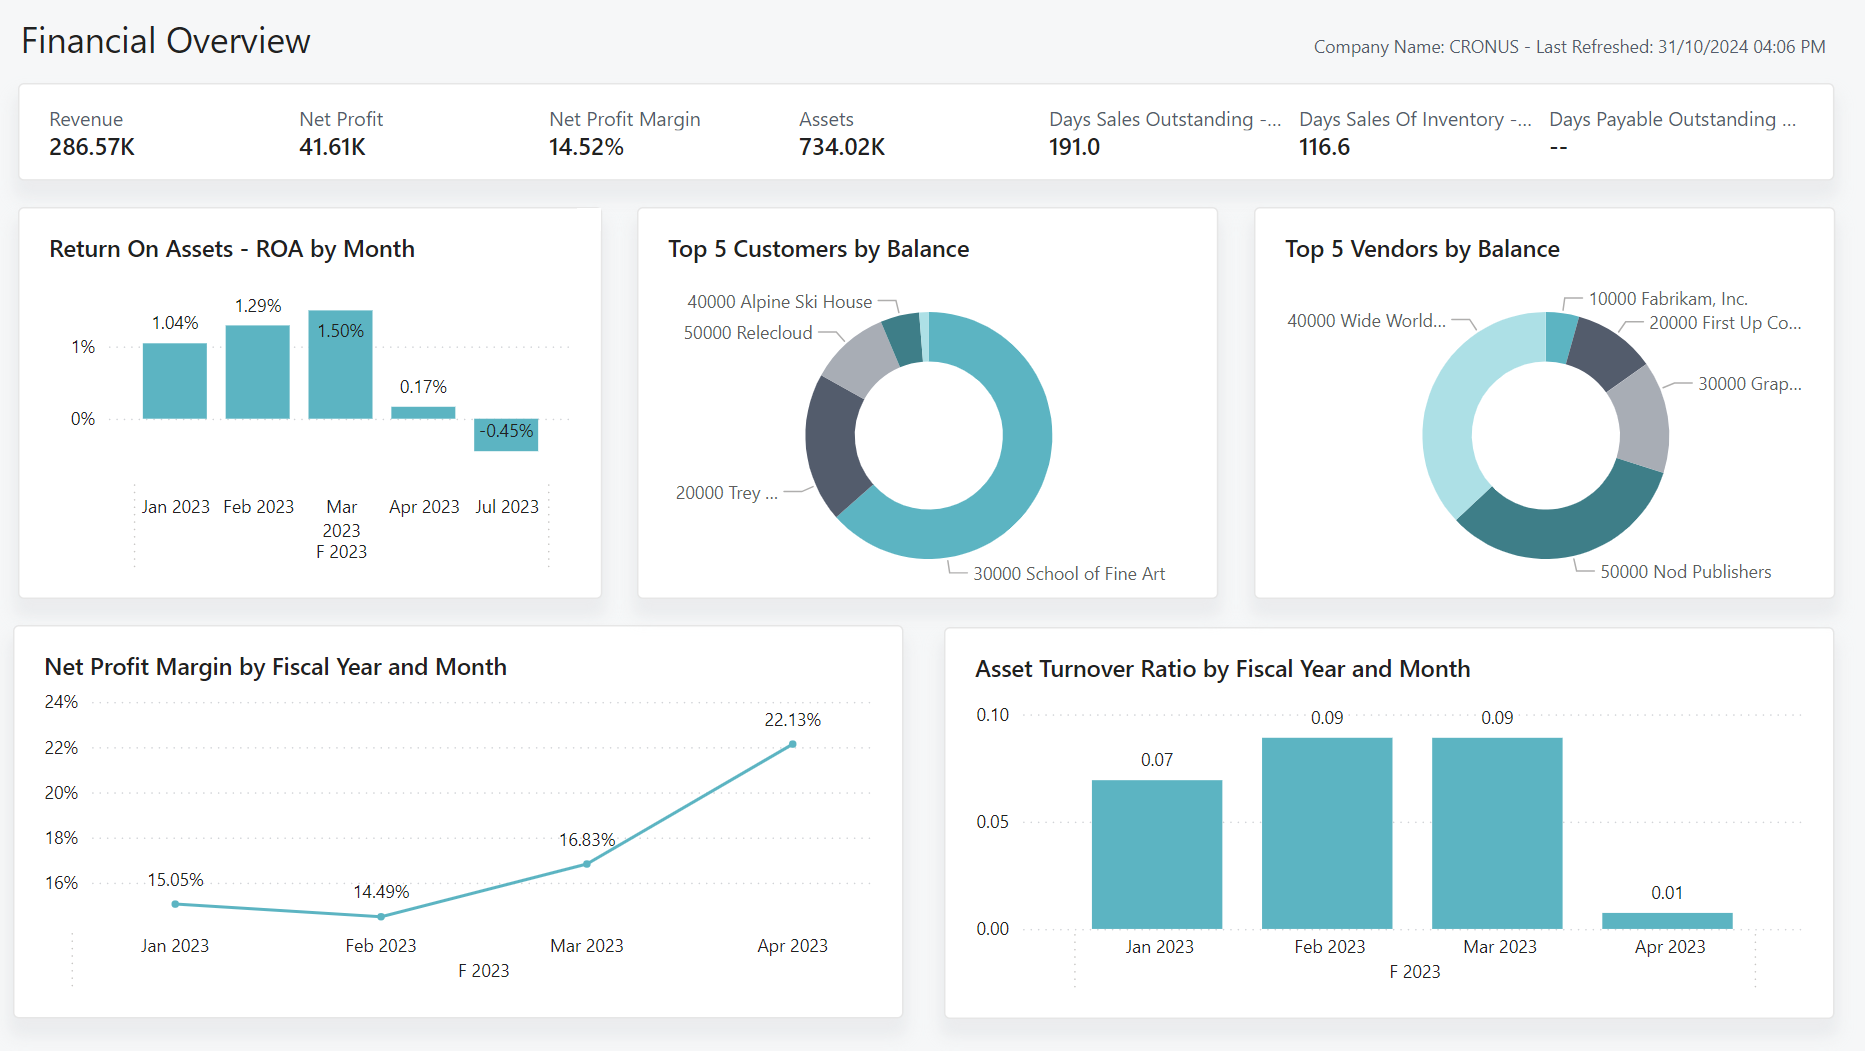 Financial Overview
Company Name: CRONUS - Last Refreshed: 31/10/2024 04:06 PM
Revenue
286.57K
Net Profit
41.61K
Net Profit Margin
14.52%
Assets
734.02K
Days Sales Outstanding -...
191.0
Days Sales Of Inventory -...
116.6
Days Payable Outstanding ...
--
Return On Assets - ROA by Month
1%
0%
1.04%
1.29%
1.50%
0.17%
-0.45%
Jan 2023
Feb 2023
Mar
2023
Apr 2023
Jul 2023
F 2023
Top 5 Customers by Balance
40000 Alpine Ski House
50000 Relecloud
20000 Trey ...
30000 School of Fine Art
Top 5 Vendors by Balance
10000 Fabrikam, Inc.
40000 Wide World...
20000 First Up Co...
30000 Grap...
50000 Nod Publishers
Net Profit Margin by Fiscal Year and Month
24%
22%
20%
18%
16%
15.05%
14.49%
16.83%
22.13%
Jan 2023
Feb 2023
Mar 2023
Apr 2023
F 2023
Asset Turnover Ratio by Fiscal Year and Month
0.10
0.05
0.00
0.07
0.09
0.09
0.01
Jan 2023
Feb 2023
Mar 2023
Apr 2023
F 2023